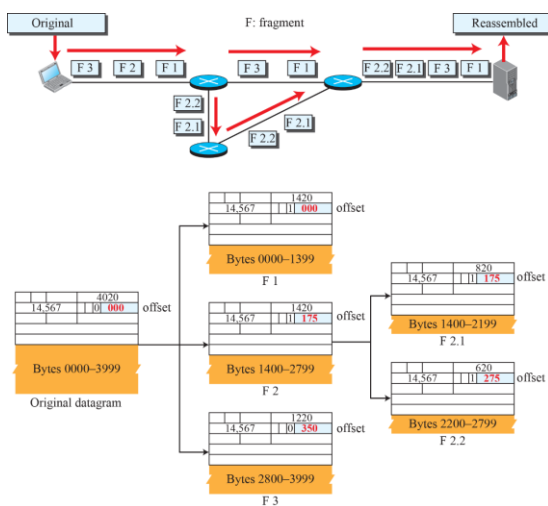 Original F: fragment Reassembled
F 3 F 2 F 1 F 3 F 1 F 2.2 F 2.1 F 3 F 1
F 2.2
F 2.1
F 2.1
F 2.2
1420
14,567 1 000 offset
Bytes 0000–1399
F 1
4020
14,567 0 000 offset
Bytes 0000–3999
Original datagram
1420
14,567 1 175 offset
Bytes 1400–2799
F 2
1220
14,567 0 350 offset
Bytes 2800–3999
F 3
820
14,567 1 175 offset
Bytes 1400–2199
F 2.1
620
14,567 1 275 offset
Bytes 2200–2799
F 2.2